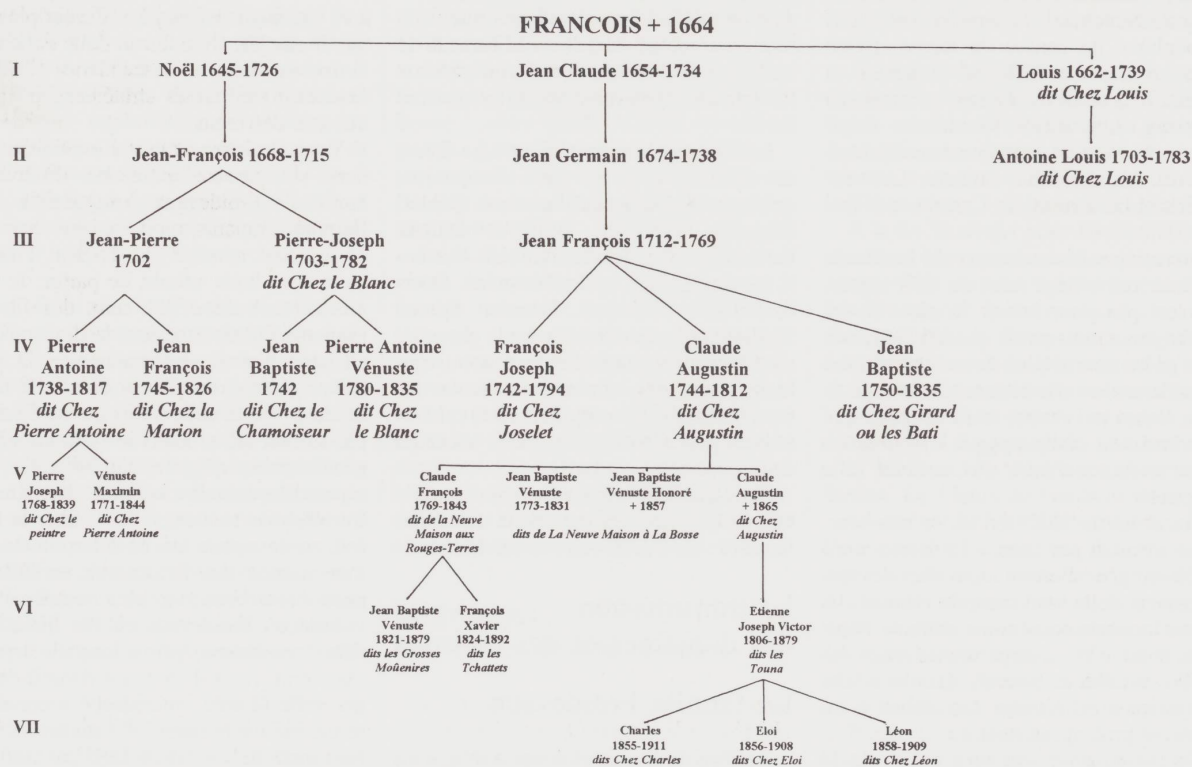 FRANCOIS + 1664
I
Noël 1645-1726
Jean Claude 1654-1734
Louis 1662-1739
dit Chez Louis
II
Jean-François 1668-1715
Jean Germain 1674-1738
Antoine Louis 1703-1783
dit Chez Louis
III
Jean-Pierre
1702
Pierre-Joseph
1703-1782
dit Chez le Blanc
Jean François 1712-1769
IV
Pierre
Antoine
1738-1817
dit Chez
Pierre Antoine
Jean
François
1745-1826
dit Chez la
Marion
Jean
Baptiste
1742
dit Chez le
Chamoiseur
Pierre Antoine
Vénuste
1780-1835
dit Chez
le Blanc
François
Joseph
1742-1794
dit Chez
Joselet
Claude
Augustin
1744-1812
dit Chez
Augustin
Jean
Baptiste
1750-1835
dit Chez Girard
ou les Bati
V
Pierre
Joseph
1768-1839
dit Chez le
peintre
Vénuste
Maximin
1771-1844
dit Chez
Pierre Antoine
Claude
François
1769-1843
dit de la Neuve
Maison aux
Rouges-Terres
Jean Baptiste
Vénuste
1773-1831
Jean Baptiste
Vénuste Honoré
+ 1857
dits de La Neuve Maison à La Bosse
Claude
Augustin
+ 1865
dit Chez
Augustin
VI
Jean Baptiste
Vénuste
1821-1879
dits les Grosses
Moûenires
François
Xavier
1824-1892
dits les
Tchattets
Etienne
Joseph Victor
1806-1879
dits les
Touna
VII
Charles
1855-1911
dits Chez Charles
Eloi
1856-1908
dits Chez Eloi
Léon
1858-1909
dits Chez Léon